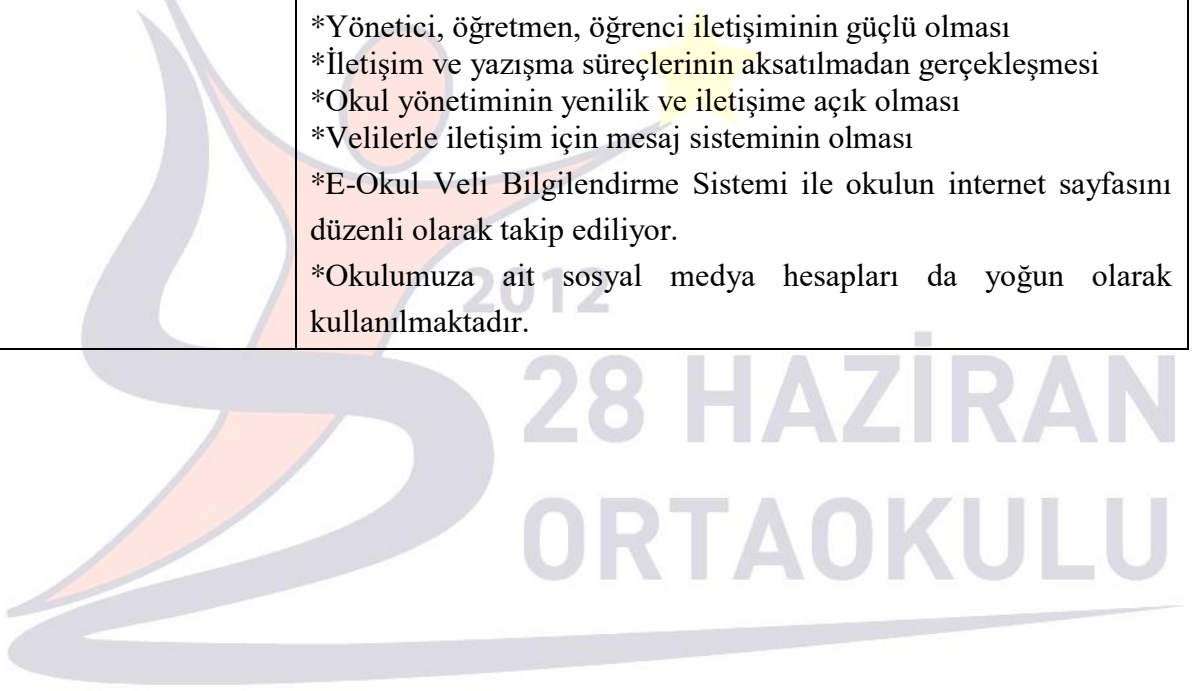 *Yönetici, öğretmen, öğrenci iletişiminin güçlü olması
*İletişim ve yazışma süreçlerinin aksatılmadan gerçekleşmesi
*Okul yönetiminin yenilik ve iletişime açık olması
*Velilerle iletişim için mesaj sisteminin olması
*E-Okul Veli Bilgilendirme Sistemi ile okulun internet sayfasını
düzenli olarak takip ediliyor.
*Okulumuza ait sosyal medya hesapları da yoğun olarak
kullanılmaktadır.
2012
28 HAZİRAN
ORTAOKULU